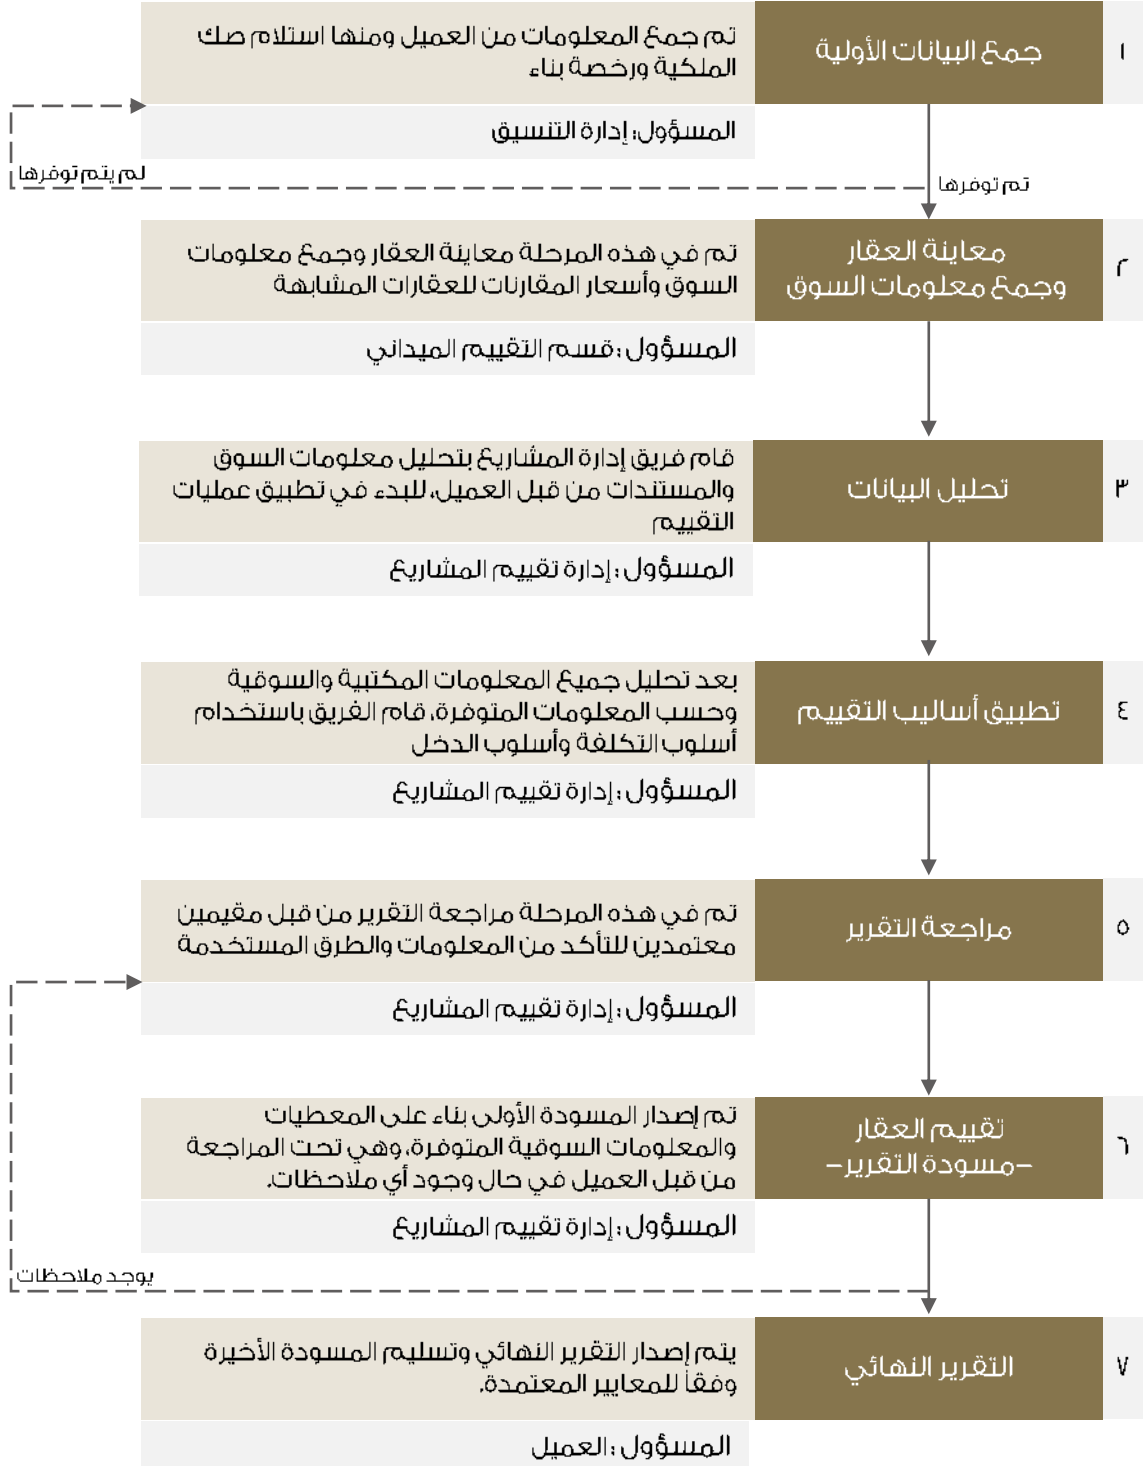 ١
جمع البيانات الأولية
تم جمع المعلومات من العميل ومنها استلام صك
الملكية ورخصة بناء
المسؤول: إدارة التنسيق
لم يتم توفرها
تم توفرها
٢
معاينة العقار
وجمع معلومات السوق
تم في هذه المرحلة معاينة العقار وجمع معلومات
السوق وأسعار المقارنات للعقارات المشابهة
المسؤول : قسم التقييم الميداني
٣
تحليل البيانات
قام فريق إدارة المشاريع بتحليل معلومات السوق
والمستندات من قبل العميل، للبدء في تطبيق عمليات
التقييم
المسؤول : إدارة تقييم المشاريع
٤
تطبيق أساليب التقييم
بعد تحليل جميع المعلومات المكتبية والسوقية
وحسب المعلومات المتوفرة، قام الفريق باستخدام
أسلوب التكلفة وأسلوب الدخل
المسؤول : إدارة تقييم المشاريع
٥
مراجعة التقرير
تم في هذه المرحلة مراجعة التقرير من قبل مقيمين
معتمدين للتأكد من المعلومات والطرق المستخدمة
المسؤول : إدارة تقييم المشاريع
٦
تقييم العقار
-مسودة التقرير-
تم إصدار المسودة الأولى بناء على المعطيات
والمعلومات السوقية المتوفرة، وهي تحت المراجعة
من قبل العميل في حال وجود أي ملاحظات.
المسؤول : إدارة تقييم المشاريع
يوجد ملاحظات
٧
التقرير النهائي
يتم إصدار التقرير النهائي وتسليم المسودة الأخيرة
وفقاً للمعايير المعتمدة.
المسؤول : العميل